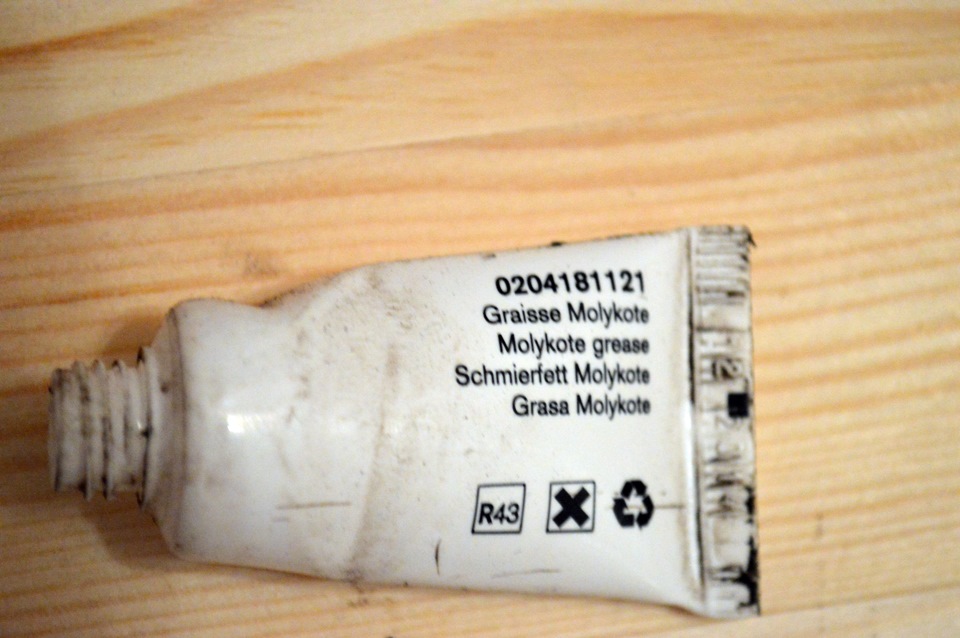 0204181121
Graisse Molykote
Molykote grease
Schmierfett Molykote
Grasa Molykote
R43